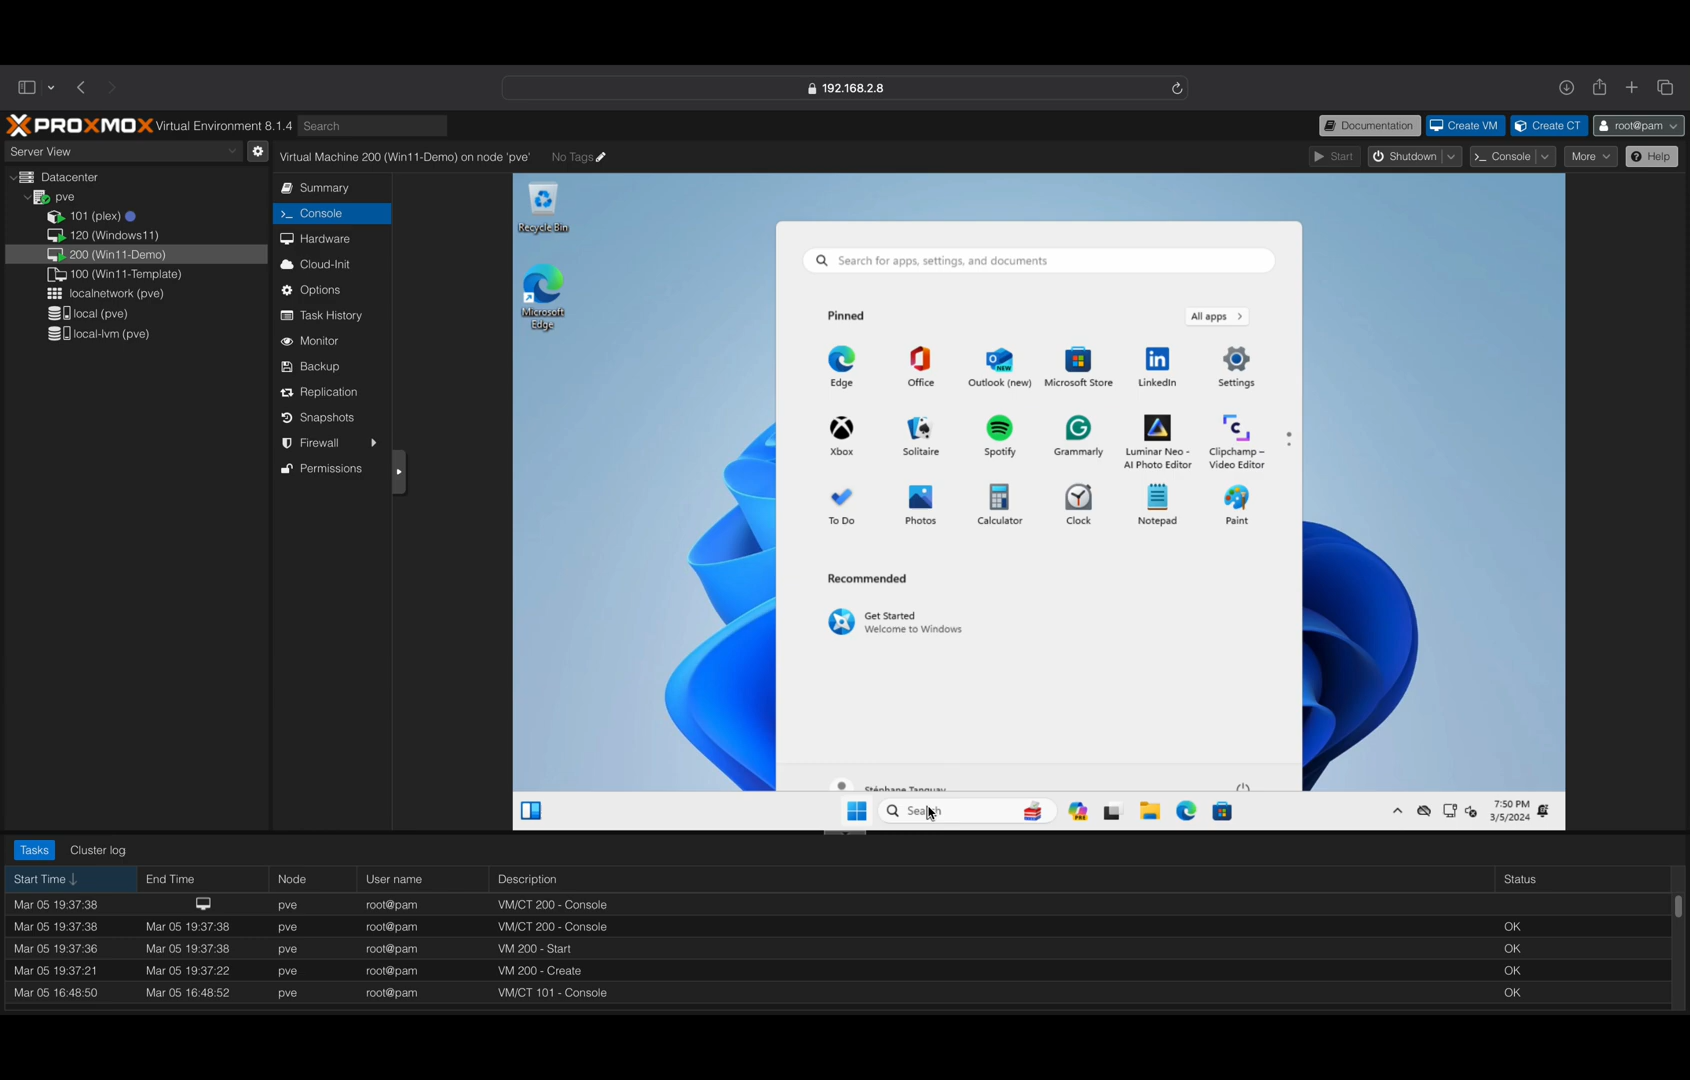 192.168.2.8
PROXMOX Virtual Environment 8.1.4 Search
Documentation Create VM Create CT root@pam
Server View
Virtual Machine 200 (Win11-Demo) on node 'pve' No Tags
Start Shutdown Console More Help
Datacenter
pve
101 (plex)
120 (Windows11)
200 (Win11-Demo)
100 (Win11-Template)
localnetwork (pve)
local (pve)
local-lvm (pve)
Summary
Console
Hardware
Cloud-Init
Options
Task History
Monitor
Backup
Replication
Snapshots
Firewall
Permissions
Recycle Bin
Microsoft
Edge
Search for apps, settings, and documents
Pinned
All apps
Edge Office Outlook (new) Microsoft Store LinkedIn Settings
NEW
Xbox Solitaire Spotify Grammarly Luminar Neo - AI Photo Editor Clipchamp – Video Editor
To Do Photos Calculator Clock Notepad Paint
Recommended
Get Started
Welcome to Windows
Stéphane Tanguay
Search
PRE
7:50 PM
3/5/2024
Tasks Cluster log
Start Time End Time Node User name Description Status
Mar 05 19:37:38 pve root@pam VM/CT 200 - Console
Mar 05 19:37:38 Mar 05 19:37:38 pve root@pam VM/CT 200 - Console OK
Mar 05 19:37:36 Mar 05 19:37:38 pve root@pam VM 200 - Start OK
Mar 05 19:37:21 Mar 05 19:37:22 pve root@pam VM 200 - Create OK
Mar 05 16:48:50 Mar 05 16:48:52 pve root@pam VM/CT 101 - Console OK